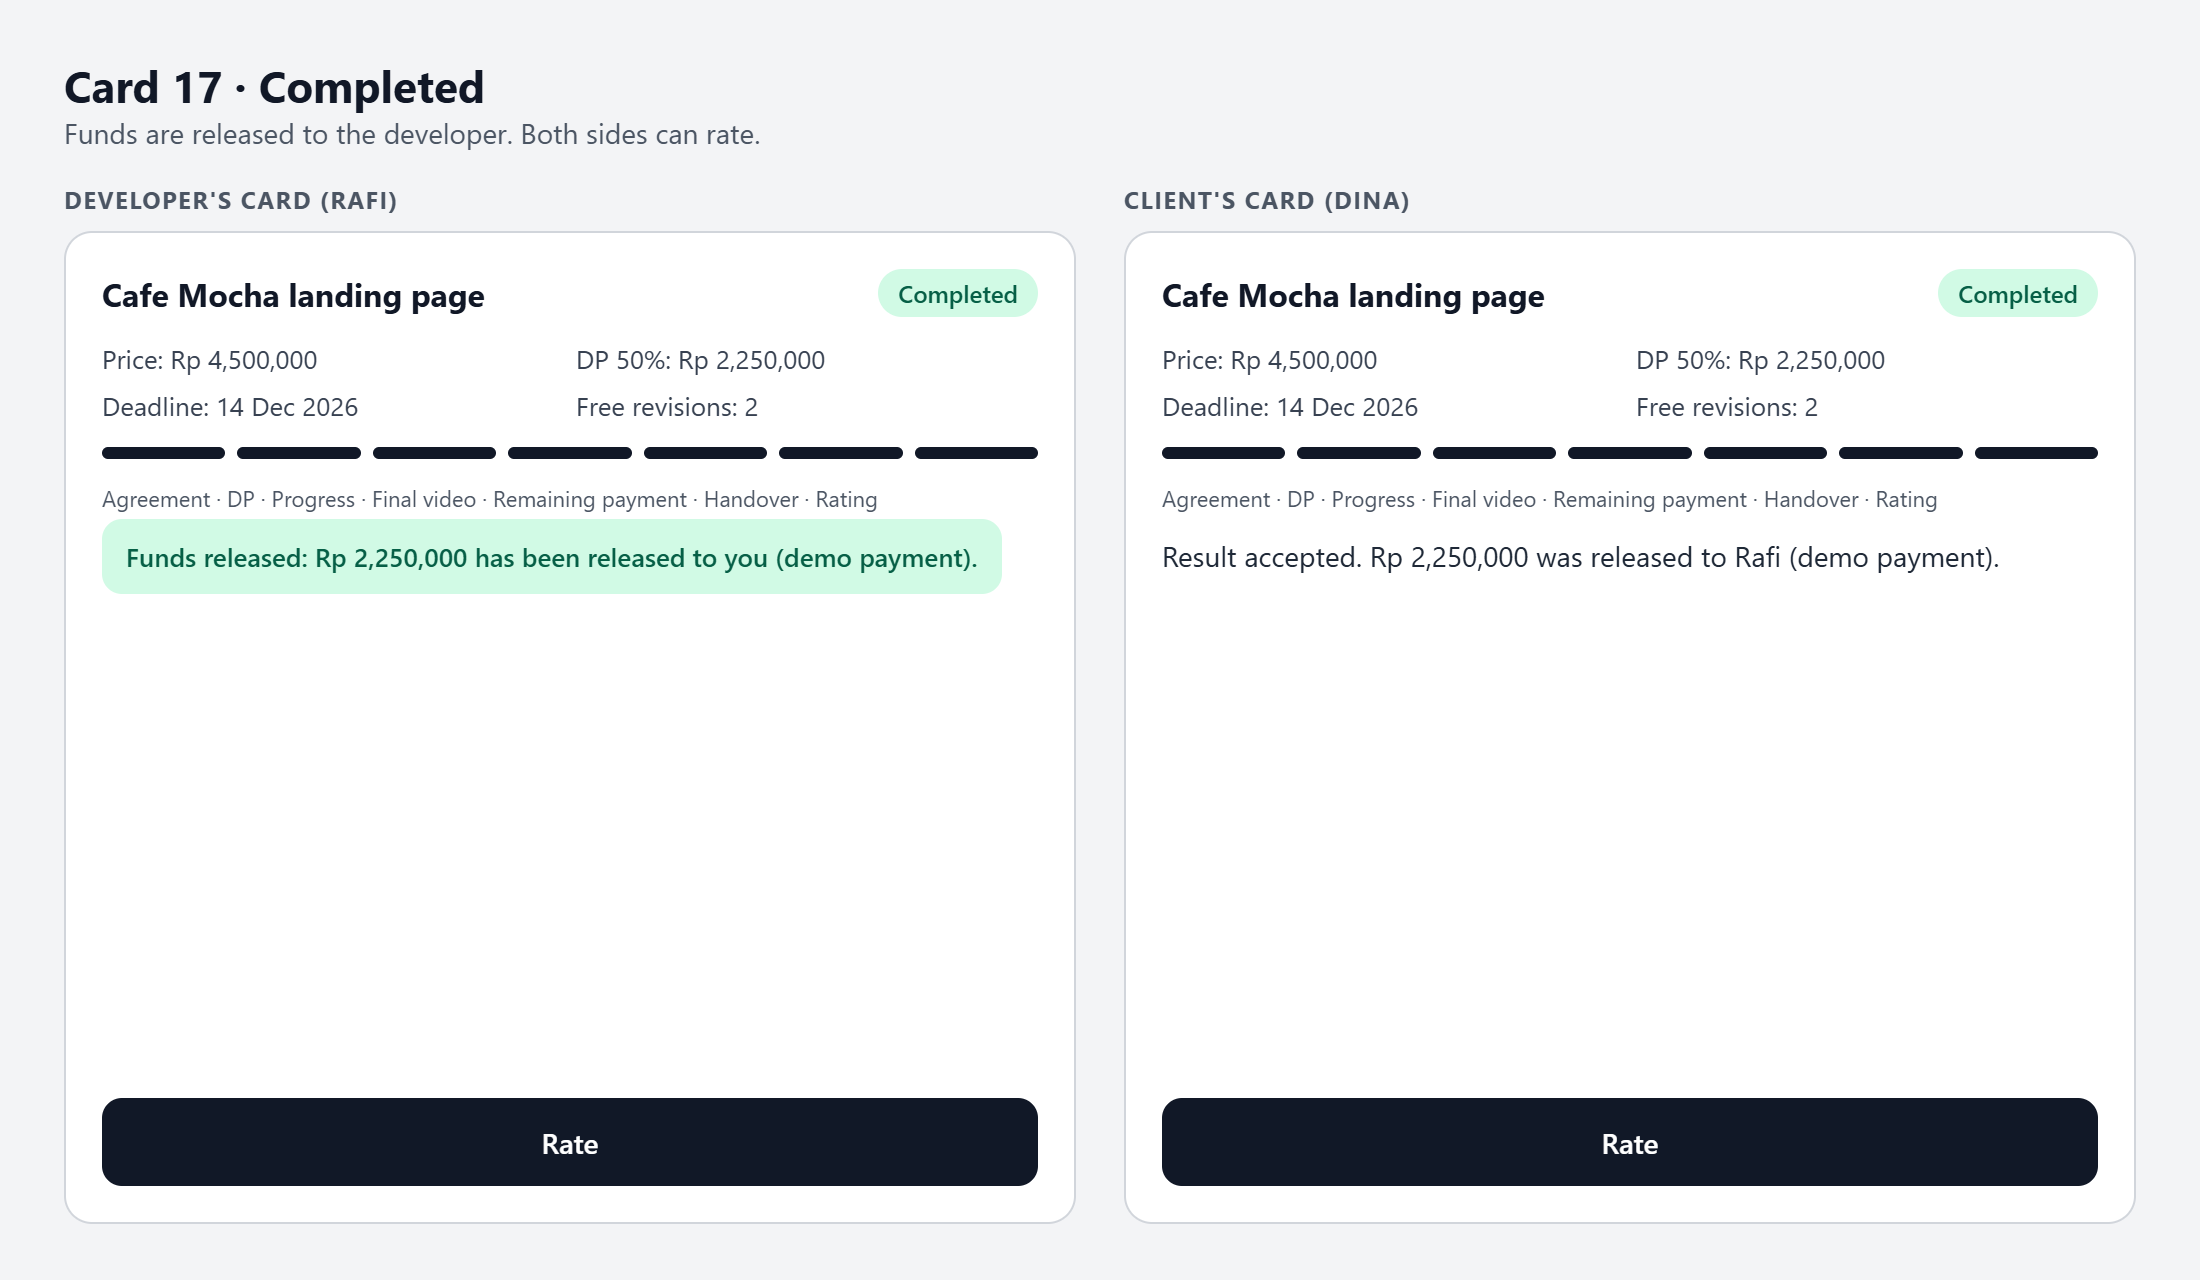 Card 17 · Completed
Funds are released to the developer. Both sides can rate.
DEVELOPER'S CARD (RAFI)
Cafe Mocha landing page
Completed
Price: Rp 4,500,000
DP 50%: Rp 2,250,000
Deadline: 14 Dec 2026
Free revisions: 2
Agreement · DP · Progress · Final video · Remaining payment · Handover · Rating
Funds released: Rp 2,250,000 has been released to you (demo payment).
Rate
CLIENT'S CARD (DINA)
Cafe Mocha landing page
Completed
Price: Rp 4,500,000
DP 50%: Rp 2,250,000
Deadline: 14 Dec 2026
Free revisions: 2
Agreement · DP · Progress · Final video · Remaining payment · Handover · Rating
Result accepted. Rp 2,250,000 was released to Rafi (demo payment).
Rate